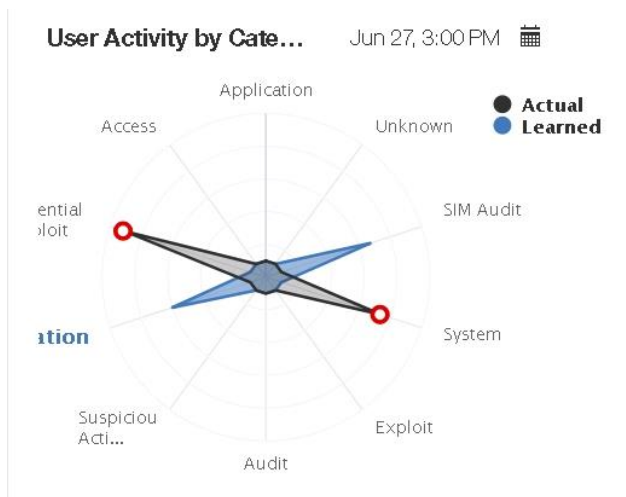 User Activity by Cate... Jun 27, 3:00 PM
Application
Actual
Learned
Access
Unknown
ential
loit
SIM Audit
ation
System
Suspiciou
Acti...
Exploit
Audit